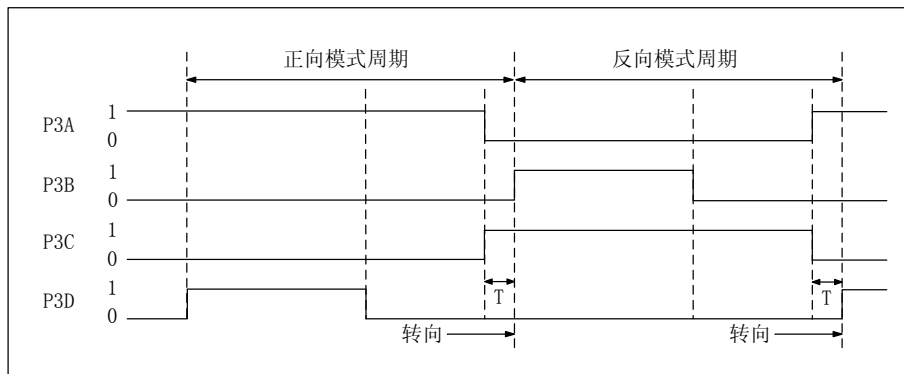 正向模式周期 反向模式周期
P3A 1
0
P3B 1
0
P3C 1
0
T T
P3D 1
0
转向 转向